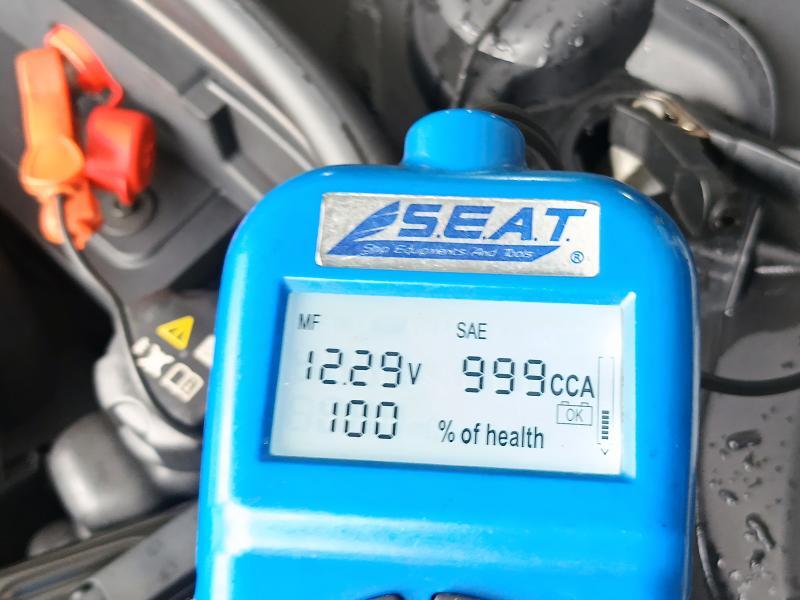 S.E.A.T.
Ship Equipments And Tools
®
MF
SAE
12.29V
999CCA
OK
100
% of health